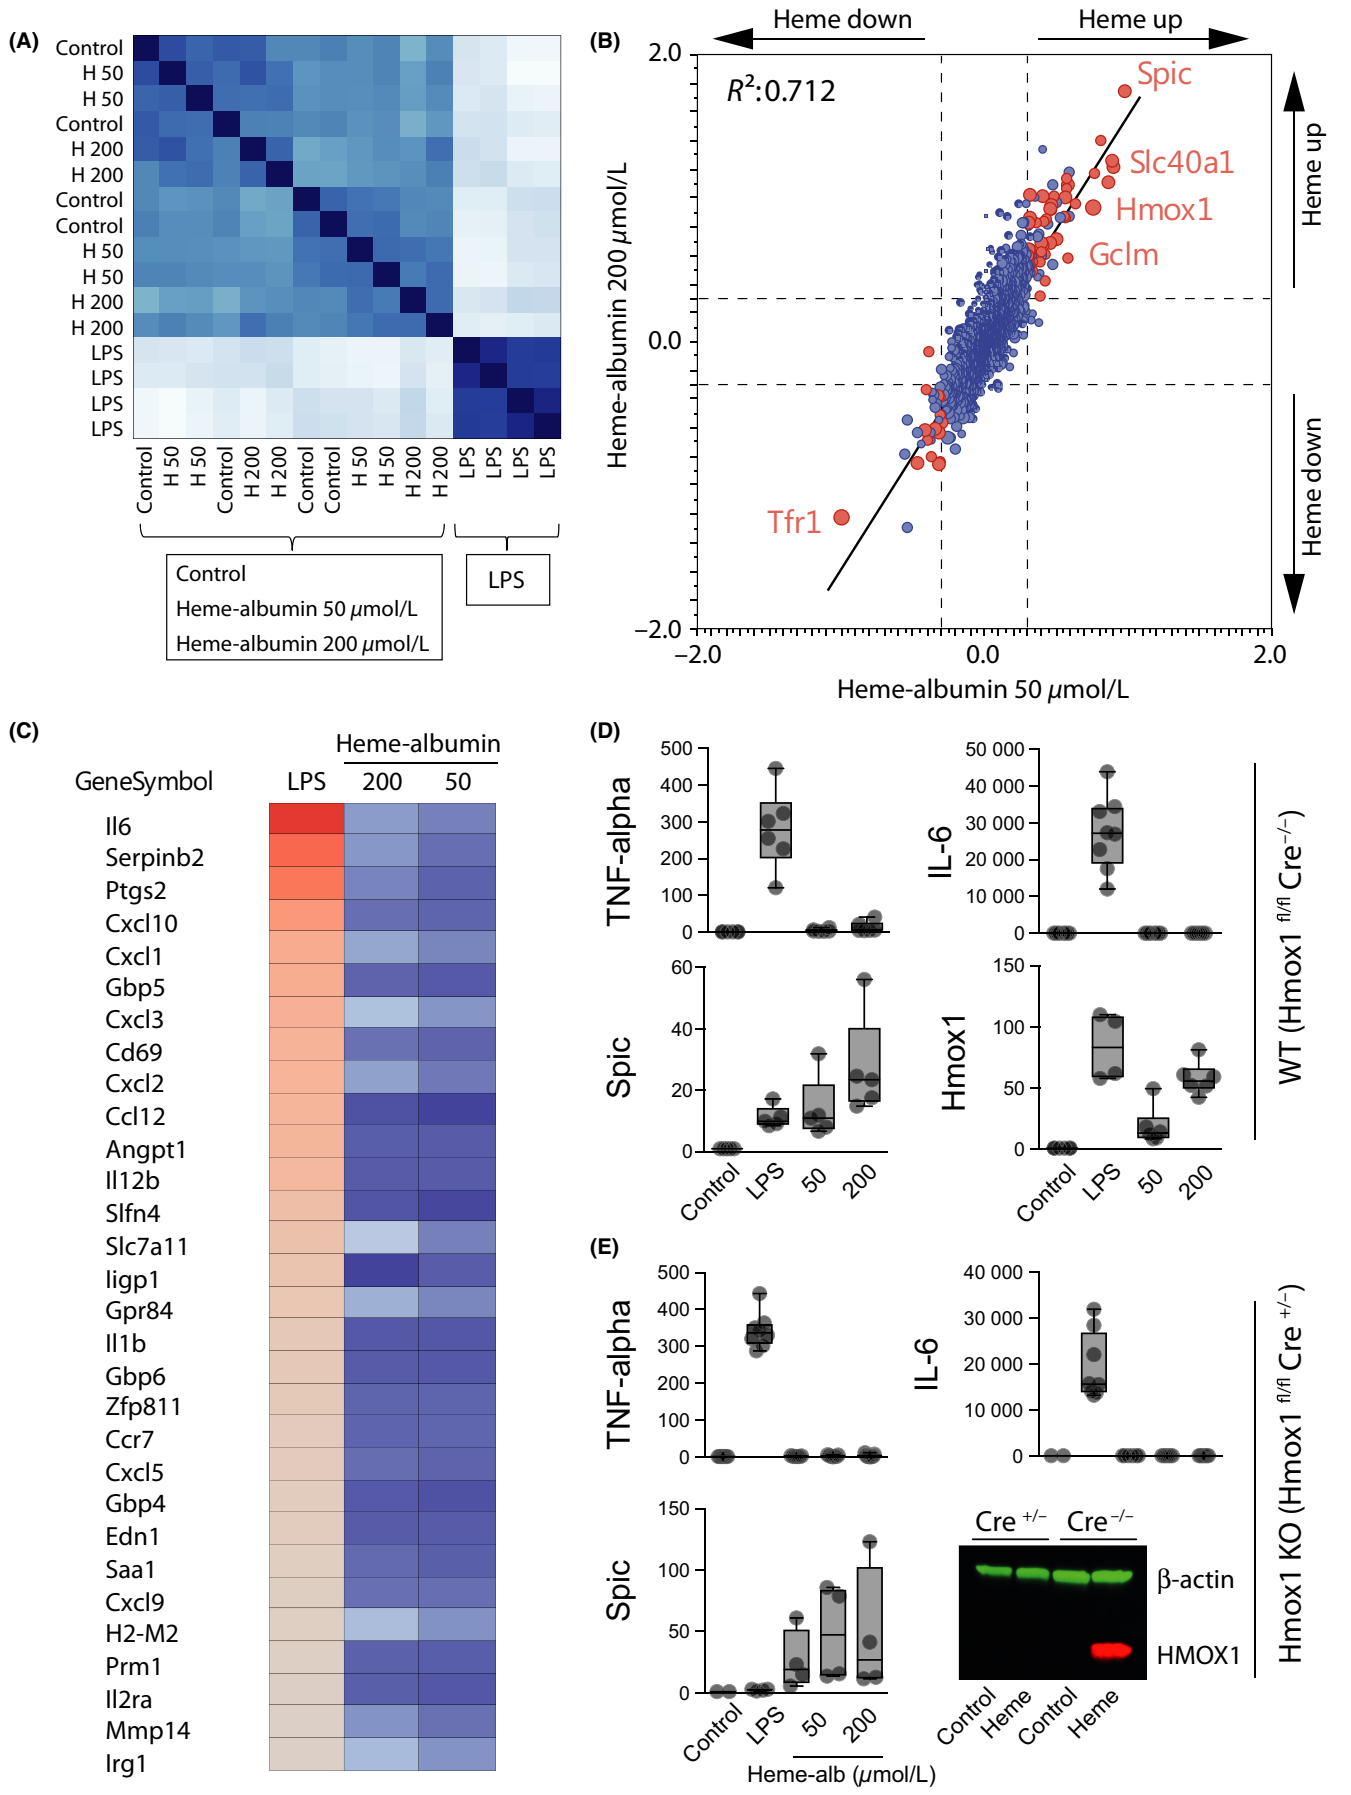 (A)
Control
H 50
H 50
Control
H 200
H 200
Control
Control
H 50
H 50
H 200
H 200
LPS
LPS
LPS
LPS
Control
H 50
H 50
Control
H 200
H 200
Control
Control
H 50
H 50
H 200
H 200
LPS
LPS
LPS
LPS
Control
Heme-albumin 50 µmol/L
Heme-albumin 200 µmol/L
LPS
(B)
Heme down
Heme up
2.0
0.0
−2.0
Heme-albumin 200 µmol/L
R²:0.712
Spic
Slc40a1
Hmox1
Gclm
Tfr1
Heme up
Heme down
−2.0
0.0
2.0
Heme-albumin 50 µmol/L
(C)
Heme-albumin
GeneSymbol LPS 200 50
Il6
Serpinb2
Ptgs2
Cxcl10
Cxcl1
Gbp5
Cxcl3
Cd69
Cxcl2
Ccl12
Angpt1
Il12b
Slfn4
Slc7a11
Iigp1
Gpr84
Il1b
Gbp6
Zfp811
Ccr7
Cxcl5
Gbp4
Edn1
Saa1
Cxcl9
H2-M2
Prm1
Il2ra
Mmp14
Irg1
(D)
TNF-alpha
500
400
300
200
100
0
IL-6
50 000
40 000
30 000
20 000
10 000
0
Spic
60
40
20
0
Control
LPS
50
200
Hmox1
150
100
50
0
Control
LPS
50
200
WT (Hmox1 fl/fl Cre−/−)
(E)
TNF-alpha
500
400
300
200
100
0
IL-6
40 000
30 000
20 000
10 000
0
Spic
150
100
50
0
Control
LPS
50
200
Heme-alb (µmol/L)
Cre +/−
Cre−/−
β-actin
HMOX1
Control
Heme
Control
Heme
Hmox1 KO (Hmox1 fl/fl Cre +/−)